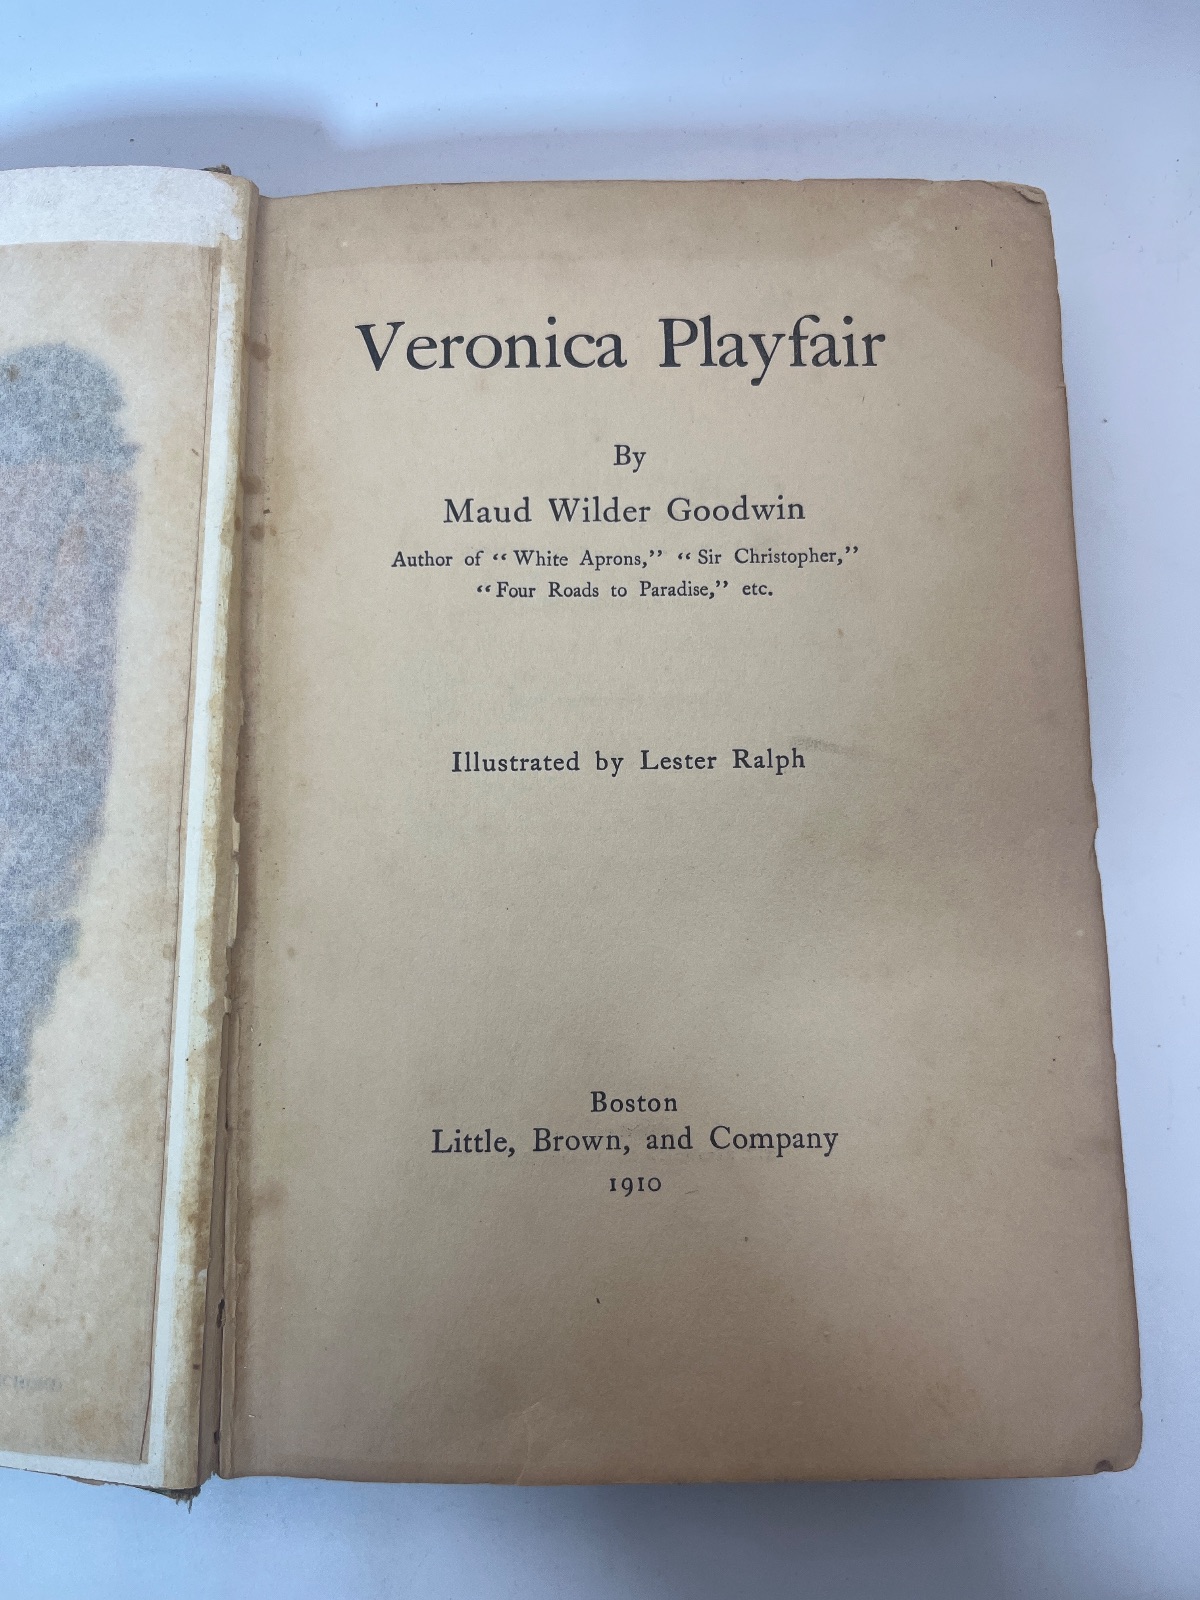 Veronica Playfair
By
Maud Wilder Goodwin
Author of “White Aprons,” “Sir Christopher,”
“Four Roads to Paradise,” etc.
Illustrated by Lester Ralph
Boston
Little, Brown, and Company
1910